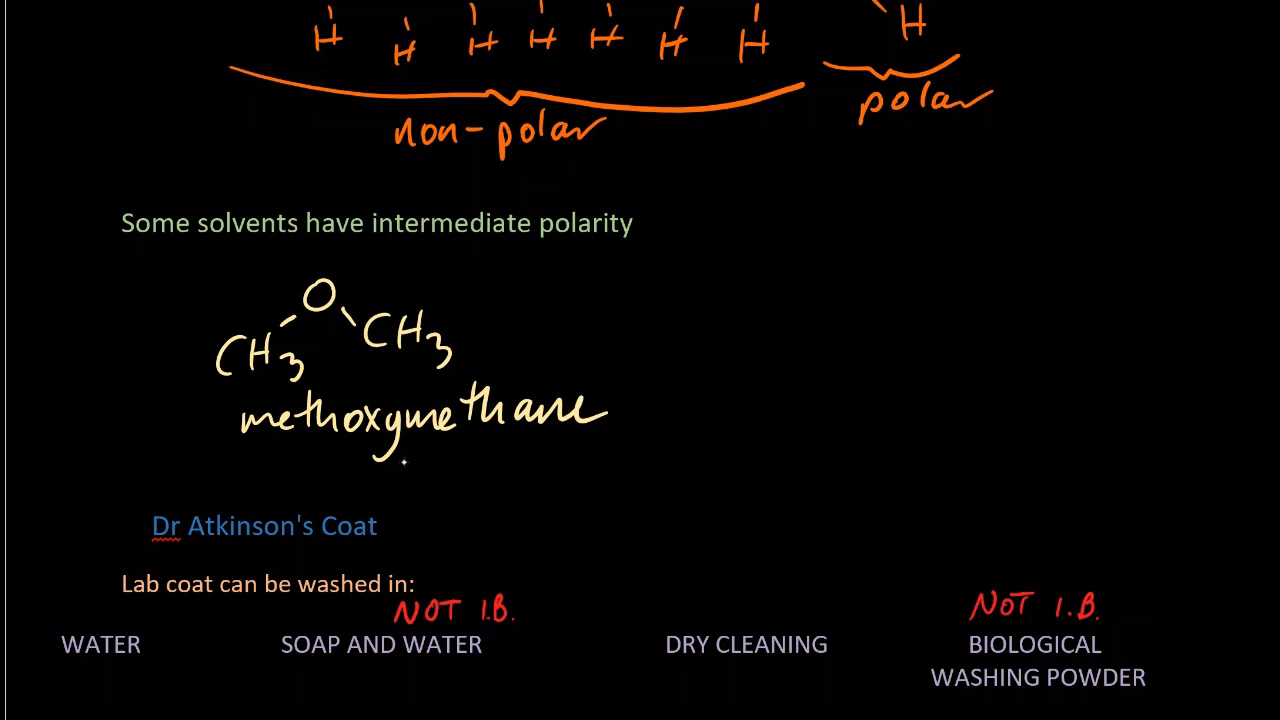 H H H H H H H H
polar
non-polar
Some solvents have intermediate polarity
O
CH3 CH3
methoxymethane
Dr Atkinson's Coat
Lab coat can be washed in:
NOT I.B. NOT I.B.
WATER SOAP AND WATER DRY CLEANING BIOLOGICAL
WASHING POWDER